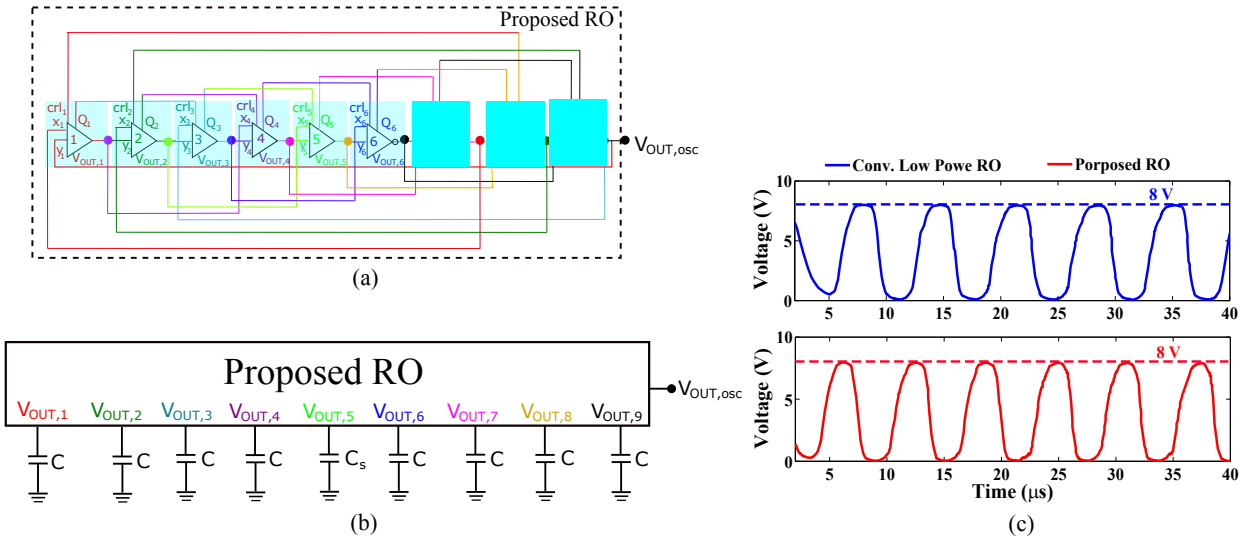 Proposed RO
crl1 crl2 crl3 crl4 crl5 crl6
Q1 Q2 Q3 Q4 Q5 Q6
x1 x2 x3 x4 x5 x6
1 2 3 4 5 6
y1 y2 y3 y4 y5 y6
VOUT,1 VOUT,2 VOUT,3 VOUT,4 VOUT,5 VOUT,6
VOUT,osc
(a)
Proposed RO
VOUT,osc
VOUT,1 VOUT,2 VOUT,3 VOUT,4 VOUT,5 VOUT,6 VOUT,7 VOUT,8 VOUT,9
C C C C Cs C C C C
(b)
Conv. Low Powe RO Porposed RO
Voltage (V)
10
5
0
8 V
5 10 15 20 25 30 35 40
Voltage (V)
10
5
0
8 V
5 10 15 20 25 30 35 40
Time (μs)
(c)